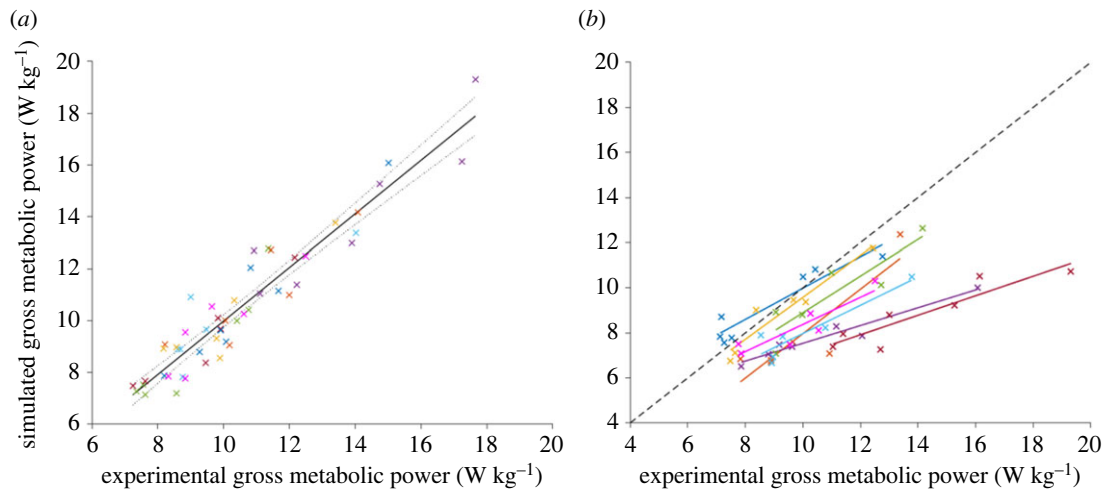 (a)
(b)
simulated gross metabolic power (W kg⁻¹)
20
18
16
14
12
10
8
6
6 8 10 12 14 16 18 20
experimental gross metabolic power (W kg⁻¹)
20
18
16
14
12
10
8
6
4
4 6 8 10 12 14 16 18 20
experimental gross metabolic power (W kg⁻¹)